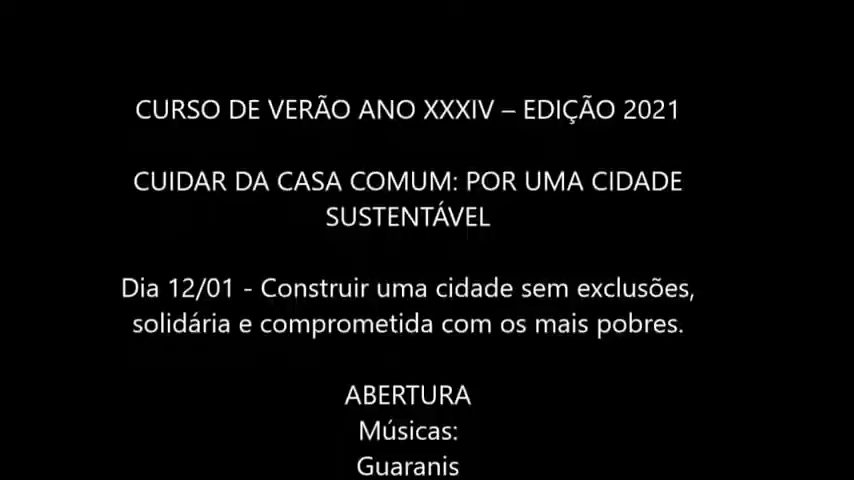 CURSO DE VERÃO ANO XXXIV – EDIÇÃO 2021
CUIDAR DA CASA COMUM: POR UMA CIDADE
SUSTENTÁVEL
Dia 12/01 - Construir uma cidade sem exclusões,
solidária e comprometida com os mais pobres.
ABERTURA
Músicas:
Guaranis